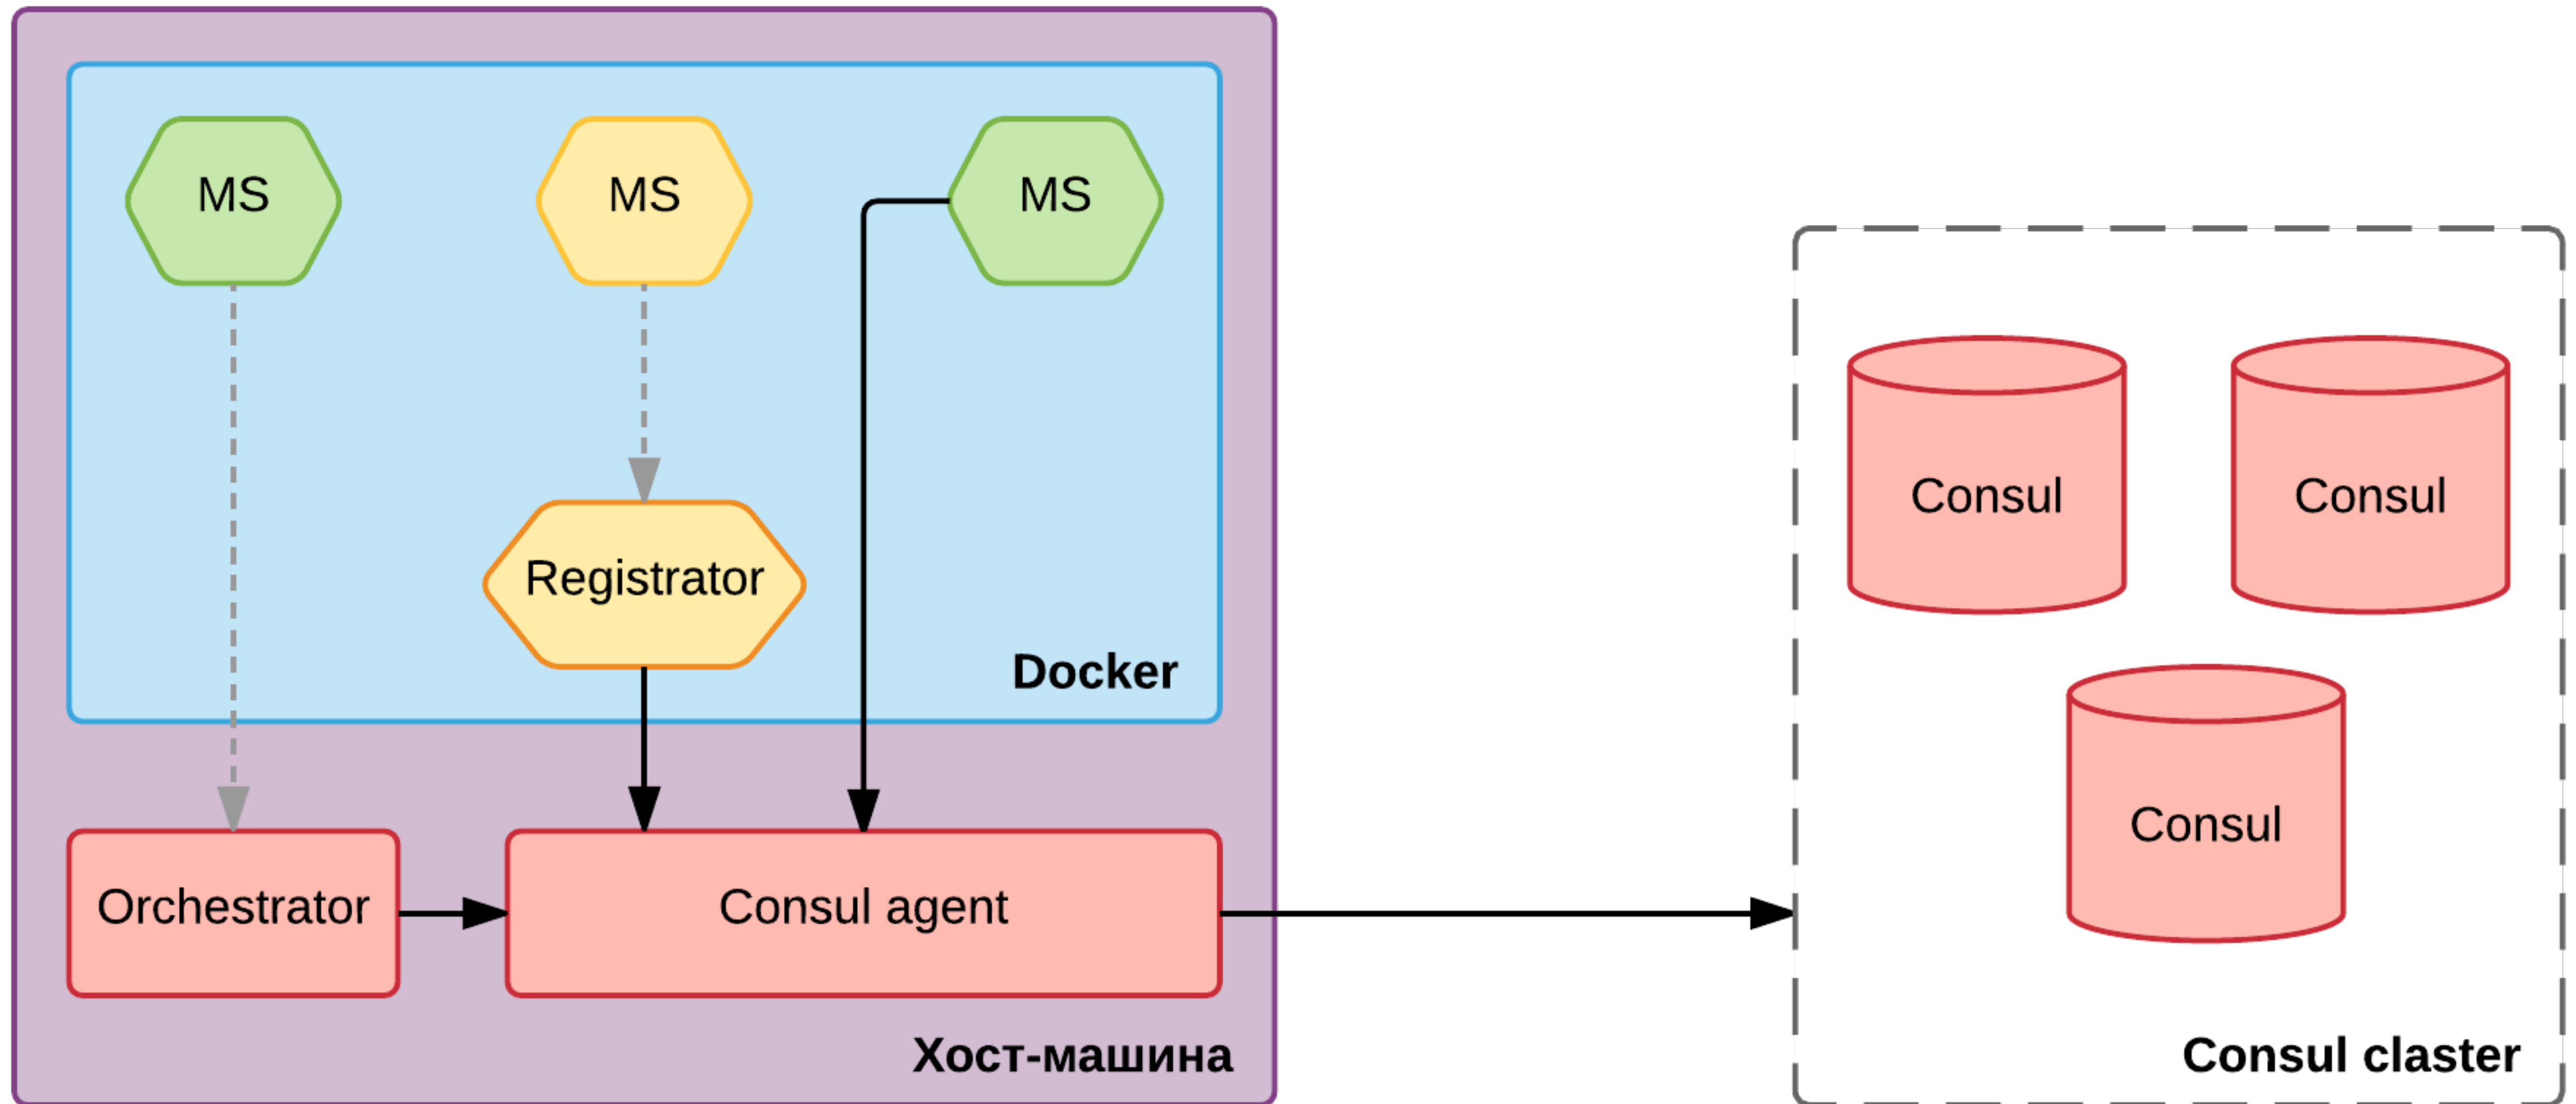 MS
MS
MS
Registrator
Docker
Orchestrator
Consul agent
Хост-машина
Consul
Consul
Consul
Consul claster